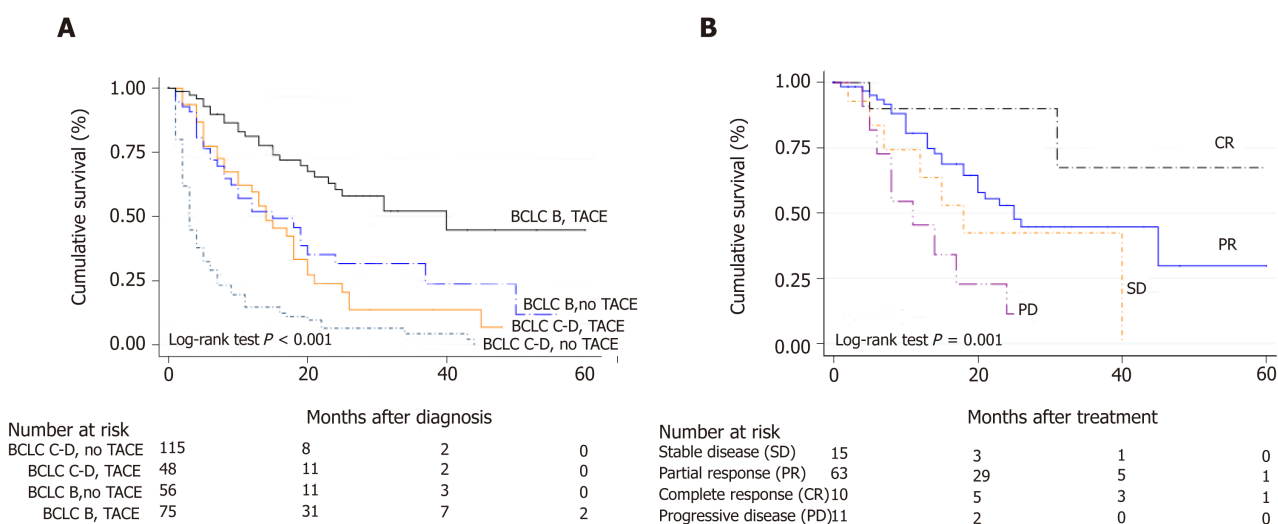 A
Cumulative survival (%)
1.00
0.75
0.50
0.25
0.00
BCLC B, TACE
BCLC B,no TACE
BCLC C-D, TACE
BCLC C-D, no TACE
Log-rank test P < 0.001
0 20 40 60
Months after diagnosis
Number at risk
BCLC C-D, no TACE 115 8 2 0
BCLC C-D, TACE 48 11 2 0
BCLC B,no TACE 56 11 3 0
BCLC B, TACE 75 31 7 2
B
Cumulative survival (%)
1.00
0.75
0.50
0.25
0.00
CR
PR
SD
PD
Log-rank test P = 0.001
0 20 40 60
Months after treatment
Number at risk
Stable disease (SD) 15 3 1 0
Partial response (PR) 63 29 5 1
Complete response (CR) 10 5 3 1
Progressive disease (PD) 11 2 0 0